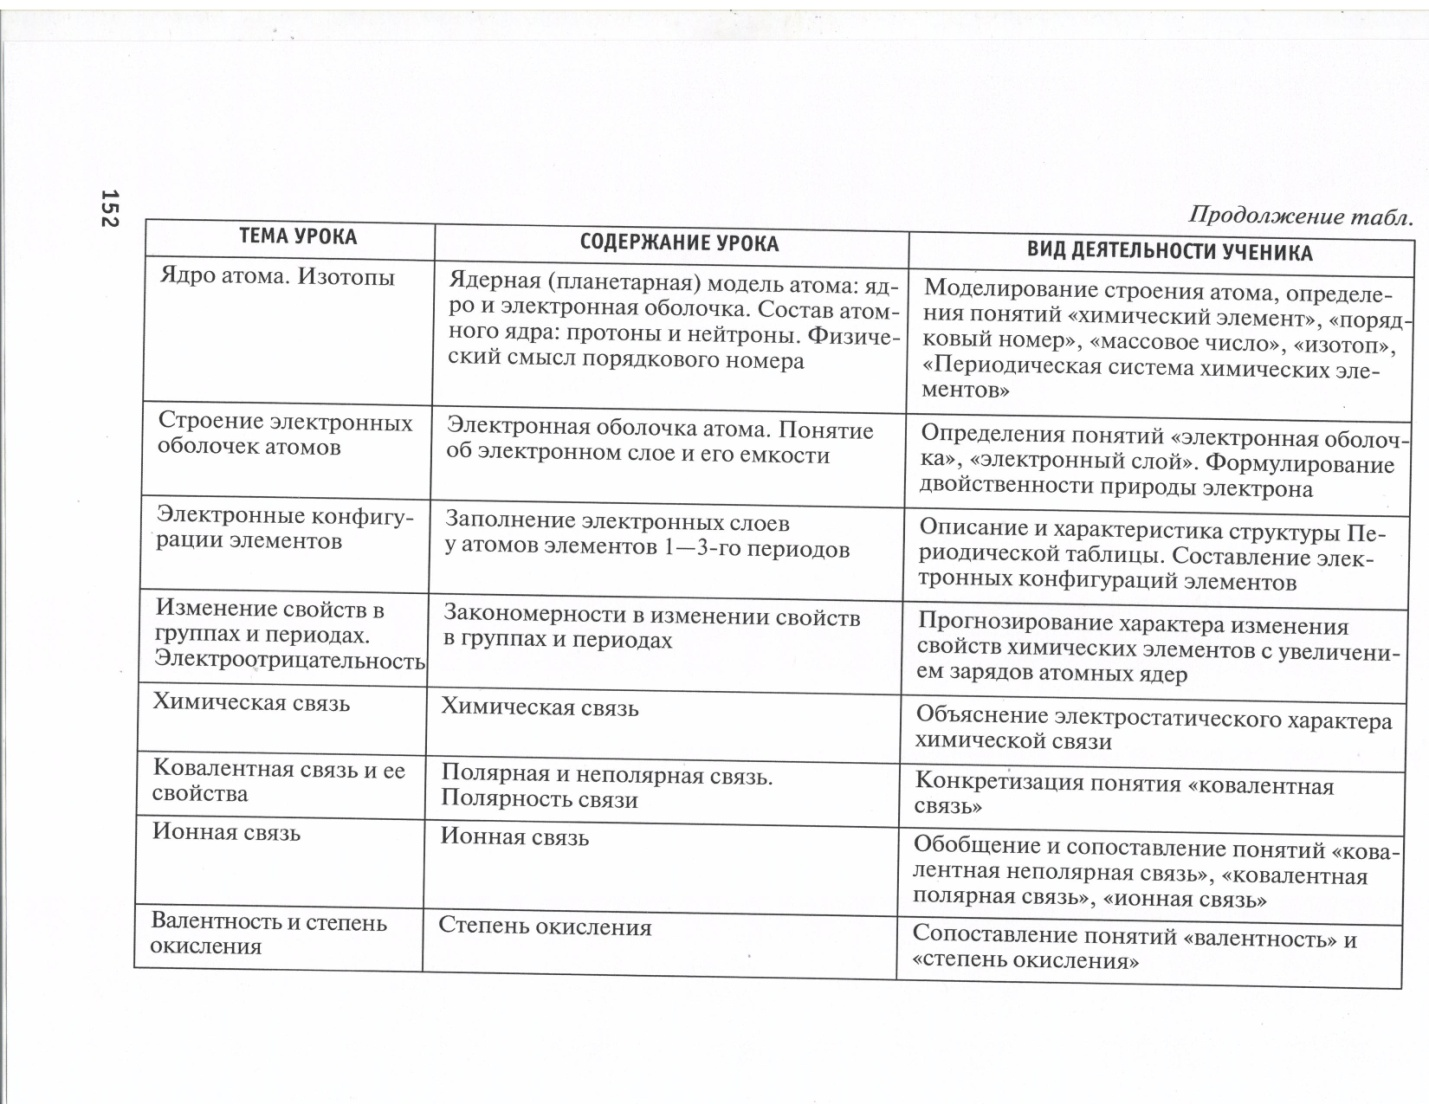 152
Продолжение табл.
ТЕМА УРОКА
СОДЕРЖАНИЕ УРОКА
ВИД ДЕЯТЕЛЬНОСТИ УЧЕНИКА
Ядро атома. Изотопы
Ядерная (планетарная) модель атома: яд-
ро и электронная оболочка. Состав атом-
ного ядра: протоны и нейтроны. Физиче-
ский смысл порядкового номера
Моделирование строения атома, определе-
ния понятий «химический элемент», «поряд-
ковый номер», «массовое число», «изотоп»,
«Периодическая система химических эле-
ментов»
Строение электронных
оболочек атомов
Электронная оболочка атома. Понятие
об электронном слое и его емкости
Определения понятий «электронная оболоч-
ка», «электронный слой». Формулирование
двойственности природы электрона
Электронные конфигу-
рации элементов
Заполнение электронных слоев
у атомов элементов 1—3-го периодов
Описание и характеристика структуры Пе-
риодической таблицы. Составление элек-
тронных конфигураций элементов
Изменение свойств в
группах и периодах.
Электроотрицательность
Закономерности в изменении свойств
в группах и периодах
Прогнозирование характера изменения
свойств химических элементов с увеличени-
ем зарядов атомных ядер
Химическая связь
Химическая связь
Объяснение электростатического характера
химической связи
Ковалентная связь и ее
свойства
Полярная и неполярная связь.
Полярность связи
Конкретизация понятия «ковалентная
связь»
Ионная связь
Ионная связь
Обобщение и сопоставление понятий «кова-
лентная неполярная связь», «ковалентная
полярная связь», «ионная связь»
Валентность и степень
окисления
Степень окисления
Сопоставление понятий «валентность» и
«степень окисления»